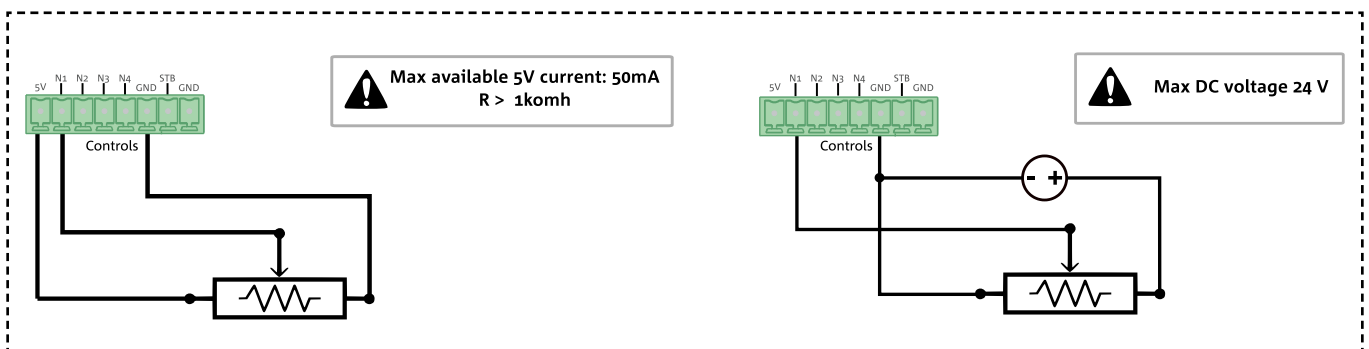 5V N1 N2 N3 N4 GND STB GND
Controls
Max available 5V current: 50mA
R > 1komh
5V N1 N2 N3 N4 GND STB GND
Controls
- +
Max DC voltage 24 V